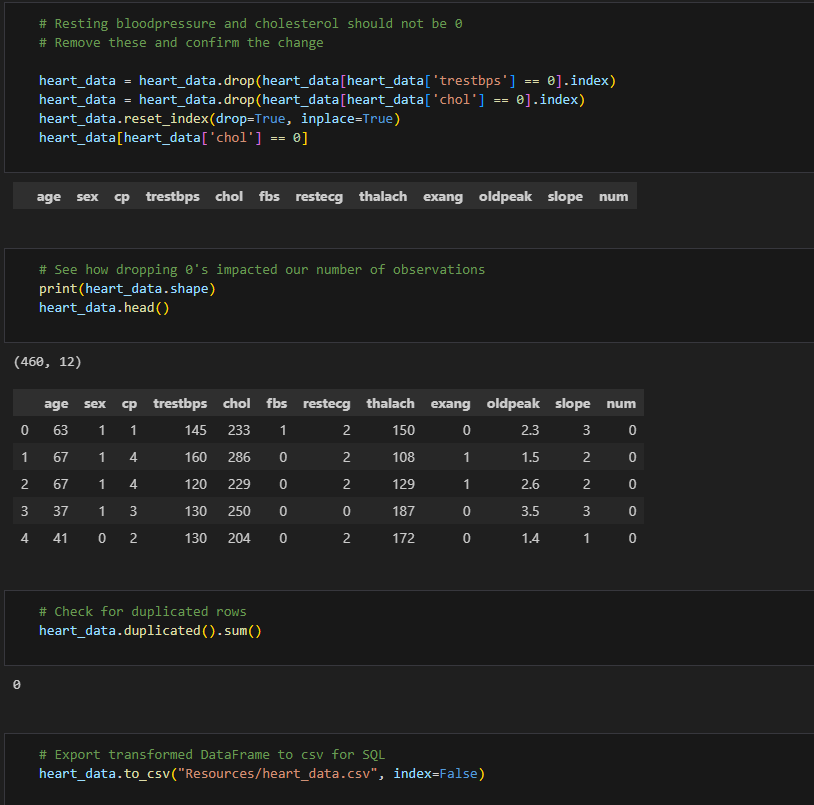 # Resting bloodpressure and cholesterol should not be 0
# Remove these and confirm the change
heart_data = heart_data.drop(heart_data[heart_data['trestbps'] == 0].index)
heart_data = heart_data.drop(heart_data[heart_data['chol'] == 0].index)
heart_data.reset_index(drop=True, inplace=True)
heart_data[heart_data['chol'] == 0]
age sex cp trestbps chol fbs restecg thalach exang oldpeak slope num
# See how dropping 0's impacted our number of observations
print(heart_data.shape)
heart_data.head()
(460, 12)
age sex cp trestbps chol fbs restecg thalach exang oldpeak slope num
0 63 1 1 145 233 1 2 150 0 2.3 3 0
1 67 1 4 160 286 0 2 108 1 1.5 2 0
2 67 1 4 120 229 0 2 129 1 2.6 2 0
3 37 1 3 130 250 0 0 187 0 3.5 3 0
4 41 0 2 130 204 0 2 172 0 1.4 1 0
# Check for duplicated rows
heart_data.duplicated().sum()
0
# Export transformed DataFrame to csv for SQL
heart_data.to_csv("Resources/heart_data.csv", index=False)